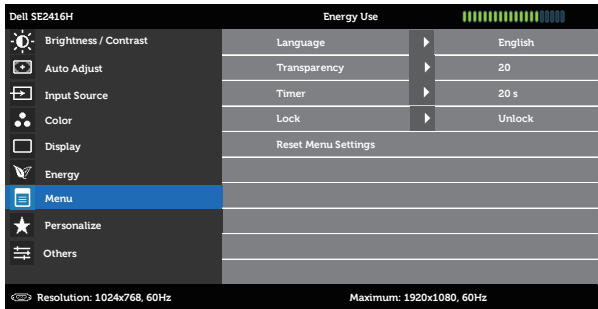 Dell SE2416H Energy Use
Brightness / Contrast
Language English
Auto Adjust
Transparency 20
Input Source
Timer 20 s
Color
Lock Unlock
Display
Reset Menu Settings
Energy
Menu
Personalize
Others
Resolution: 1024x768, 60Hz Maximum: 1920x1080, 60Hz